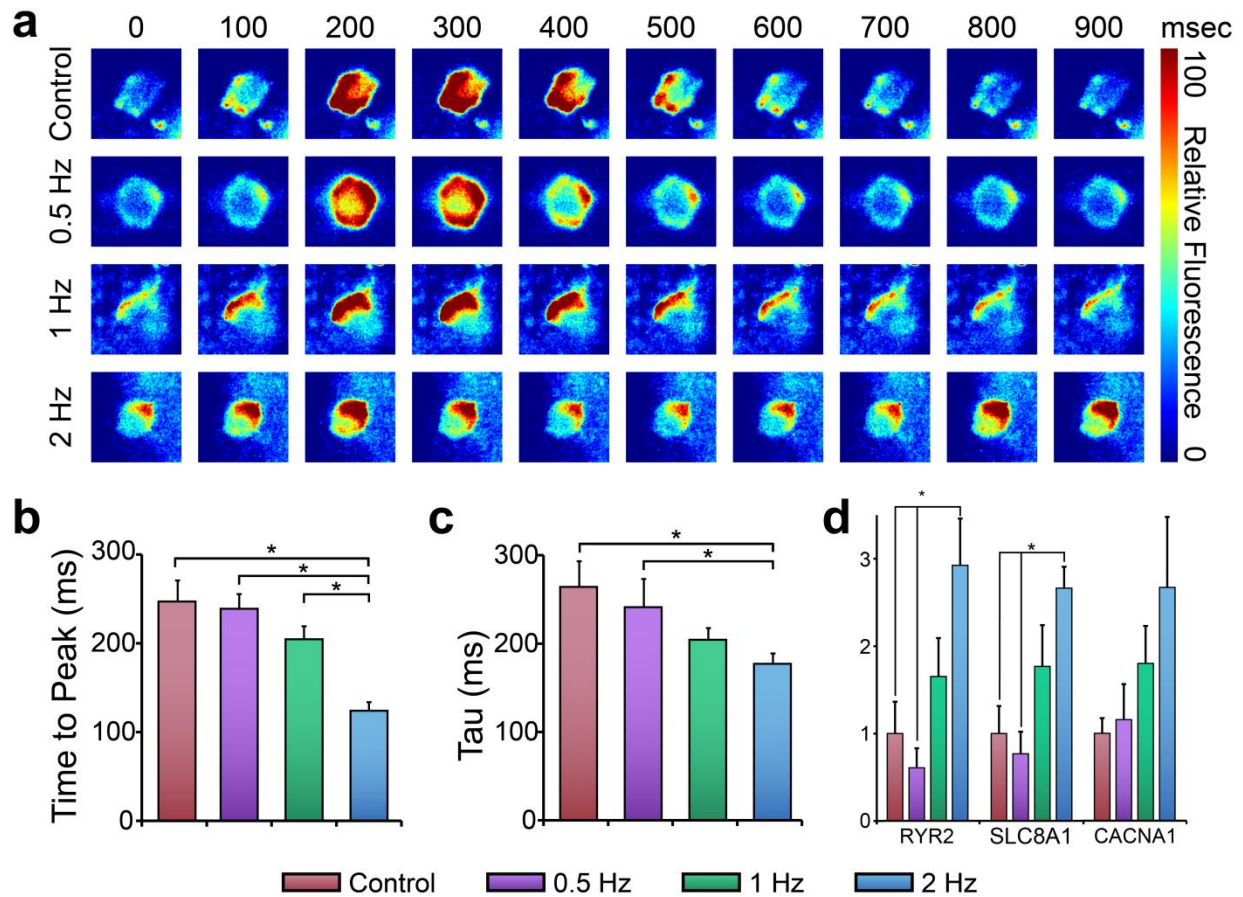 a
0 100 200 300 400 500 600 700 800 900 msec
Control
0.5 Hz
1 Hz
2 Hz
100 Relative Fluorescence 0
b
Time to Peak (ms)
300
200
100
0
*
*
*
c
Tau (ms)
300
200
100
0
*
*
d
3
2
1
0
*
*
RYR2 SLC8A1 CACNA1
Control 0.5 Hz 1 Hz 2 Hz